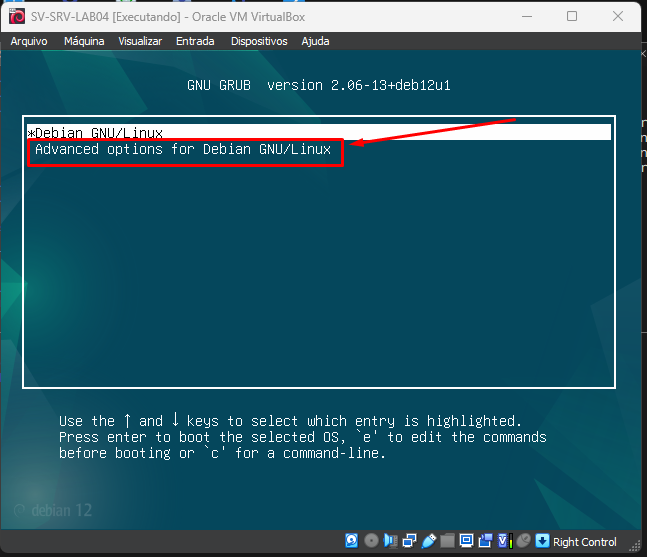 SV-SRV-LAB04 [Executando] - Oracle VM VirtualBox
Arquivo Máquina Visualizar Entrada Dispositivos Ajuda
GNU GRUB version 2.06-13+deb12u1
*Debian GNU/Linux
Advanced options for Debian GNU/Linux
Use the ↑ and ↓ keys to select which entry is highlighted.
Press enter to boot the selected OS, `e' to edit the commands
before booting or `c' for a command-line.
debian 12
Right Control